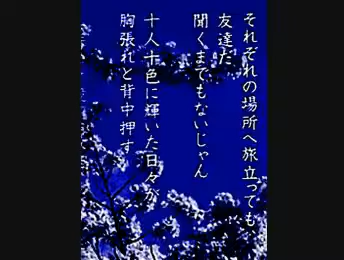 それぞれの場所へ旅立っても
友達だ
聞くまでもないじゃん
十人十色に輝いた日々が
胸張れと背中押す